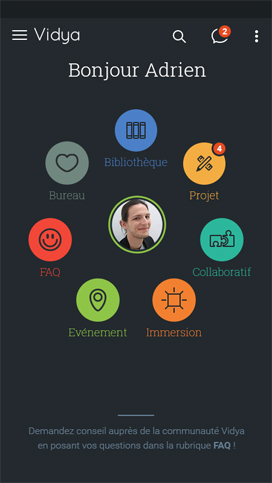 Vidya
2
Bonjour Adrien
Bibliothèque
4
Bureau
Projet
FAQ
Collaboratif
Evénement
Immersion
Demandez conseil auprès de la communauté Vidya
en posant vos questions dans la rubrique FAQ !